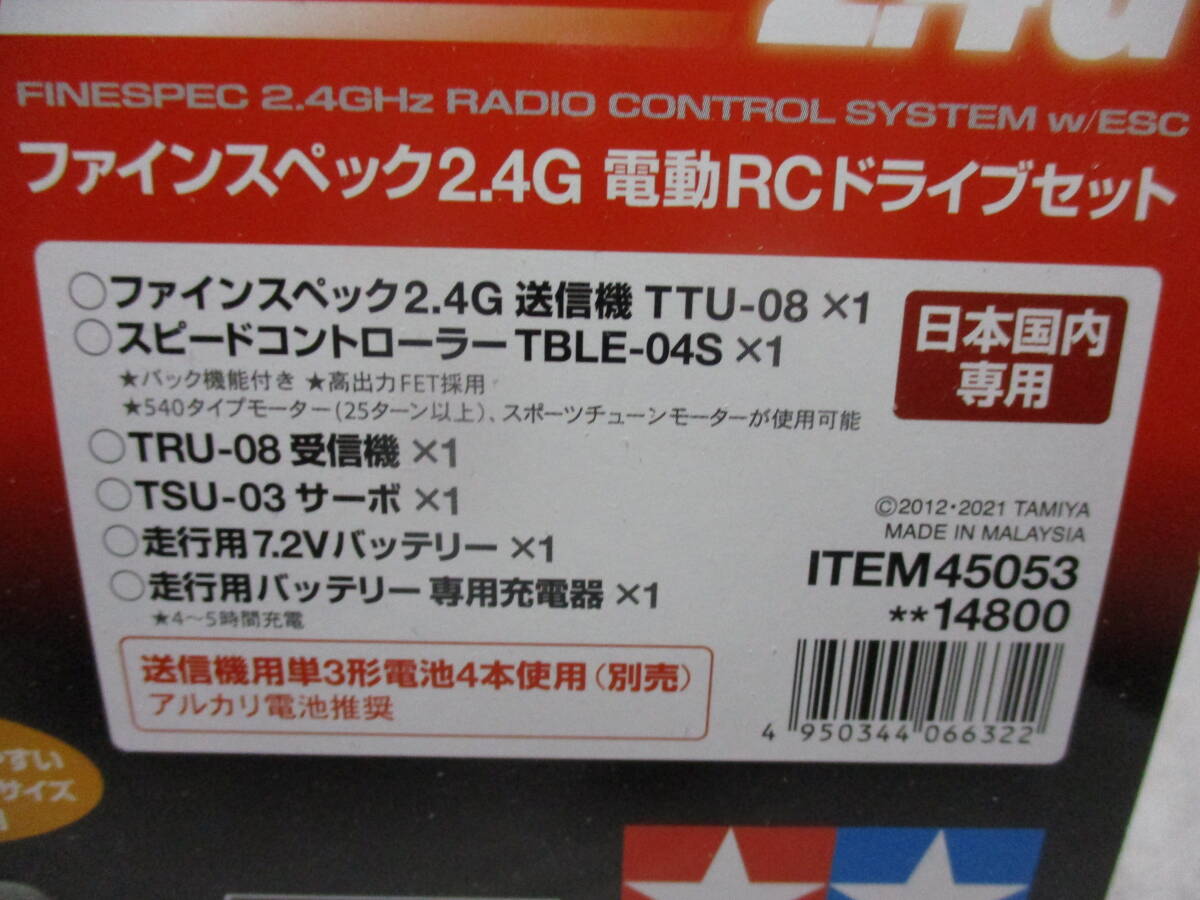 2.4G
FINESPEC 2.4GHz RADIO CONTROL SYSTEM w/ESC
ファインスペック2.4G 電動RCドライブセット
○ファインスペック2.4G 送信機 TTU-08 ×1
○スピードコントローラー TBLE-04S ×1
★バック機能付き ★高出力FET採用
★540タイプモーター(25ターン以上)、スポーツチューンモーターが使用可能
○TRU-08 受信機 ×1
○TSU-03 サーボ ×1
○走行用7.2Vバッテリー ×1
○走行用バッテリー 専用充電器 ×1
★4～5時間充電
送信機用単3形電池4本使用(別売)
アルカリ電池推奨
日本国内
専用
©2012・2021 TAMIYA
MADE IN MALAYSIA
ITEM 45053
**14800
4 950344 066322
すい
サイズ